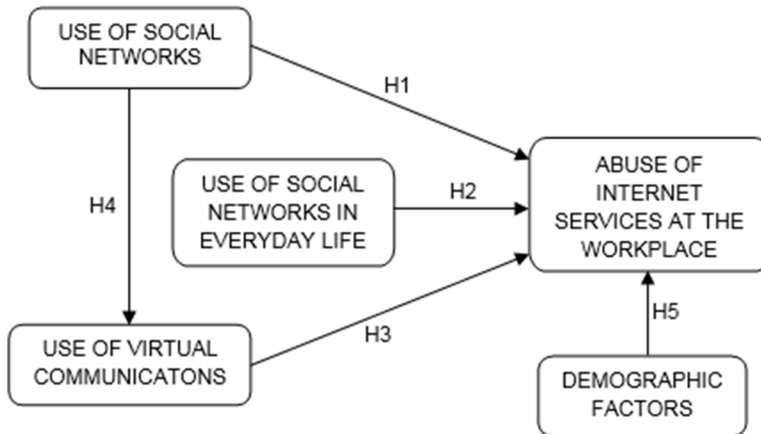 USE OF SOCIAL
NETWORKS
H1
ABUSE OF
INTERNET
SERVICES AT THE
WORKPLACE
USE OF SOCIAL
NETWORKS IN
EVERYDAY LIFE
H2
H4
H3
H5
USE OF VIRTUAL
COMMUNICATONS
DEMOGRAPHIC
FACTORS